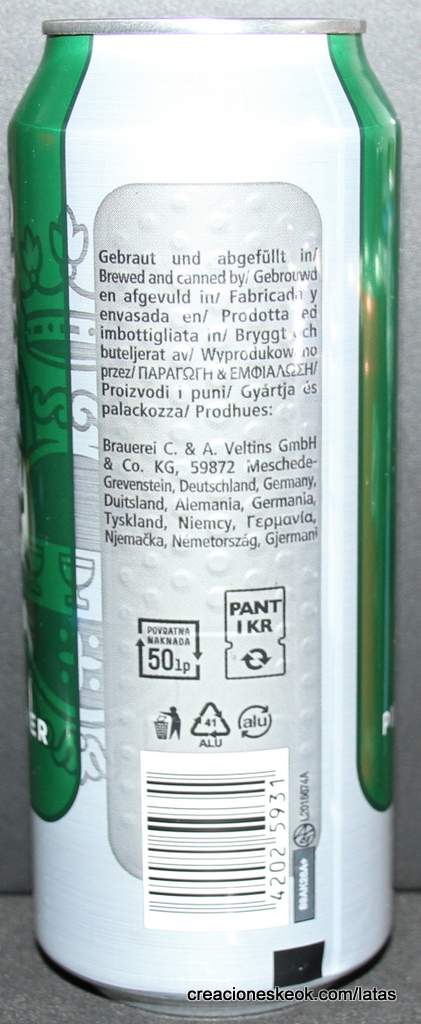 Gebraut und abgefüllt in/
Brewed and canned by/ Gebrouwd
en afgevuld in/ Fabricada y
envasada en/ Prodotta ed
imbottigliata in/ Bryggt och
buteljerat av/ Wyprodukowano
przez/ ΠΑΡΑΓΩΓΗ & ΕΜΦΙΑΛΩΣΗ/
Proizvodi i puni/ Gyártja és
palackozza/ Prodhues:
Brauerei C. & A. Veltins GmbH
& Co. KG, 59872 Meschede-
Grevenstein, Deutschland, Germany,
Duitsland, Alemania, Germania,
Tyskland, Niemcy, Γερμανία,
Njemačka, Németország, Gjermani
POVRATNA
NAKNADA
50lp
PANT
1 KR
41
ALU
alu
4202 5931
L2015674A
ER
P
creacioneskeok.com/latas